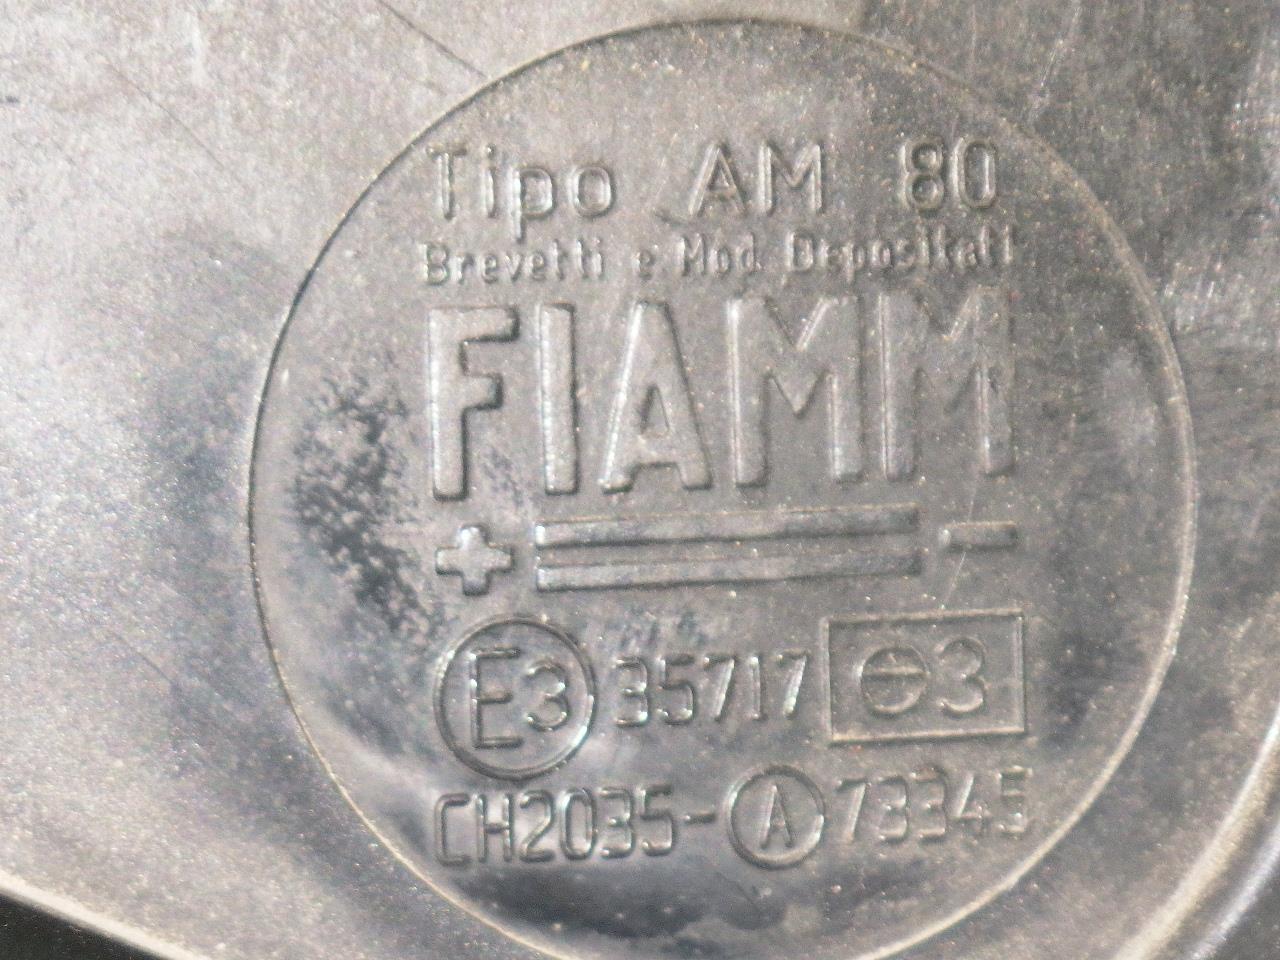 Tipo AM 80
Brevetti e Mod. Depositati
FIAMM
+ -
E3 35717 ⊖3
CH2035-A 73345